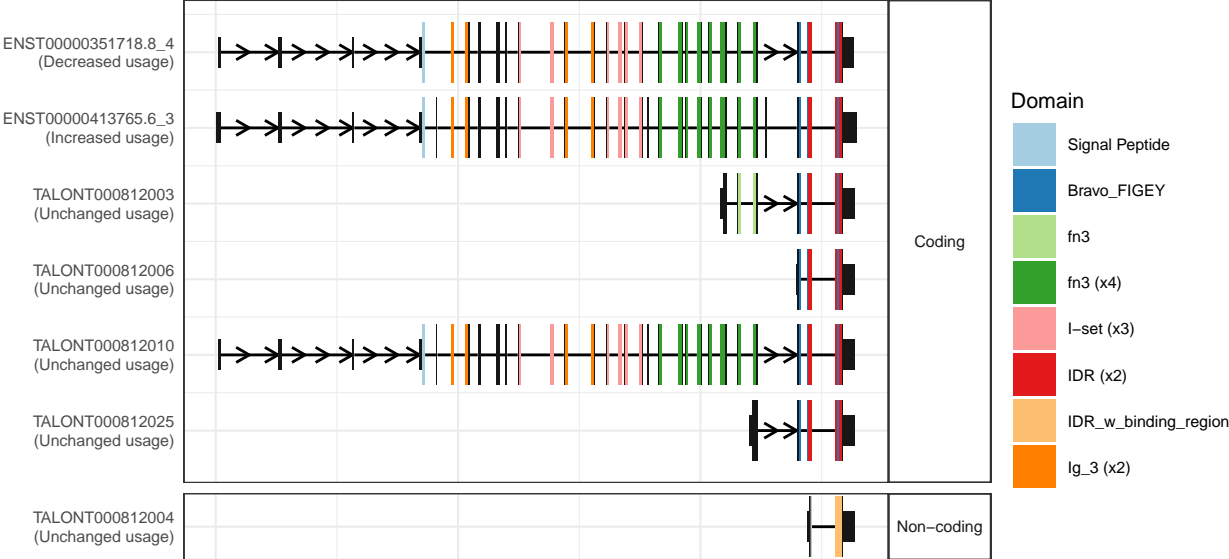 ENST00000351718.8_4
(Decreased usage)
ENST00000413765.6_3
(Increased usage)
TALONT000812003
(Unchanged usage)
TALONT000812006
(Unchanged usage)
TALONT000812010
(Unchanged usage)
TALONT000812025
(Unchanged usage)
TALONT000812004
(Unchanged usage)
Coding
Non−coding
Domain
Signal Peptide
Bravo_FIGEY
fn3
fn3 (x4)
I−set (x3)
IDR (x2)
IDR_w_binding_region
Ig_3 (x2)